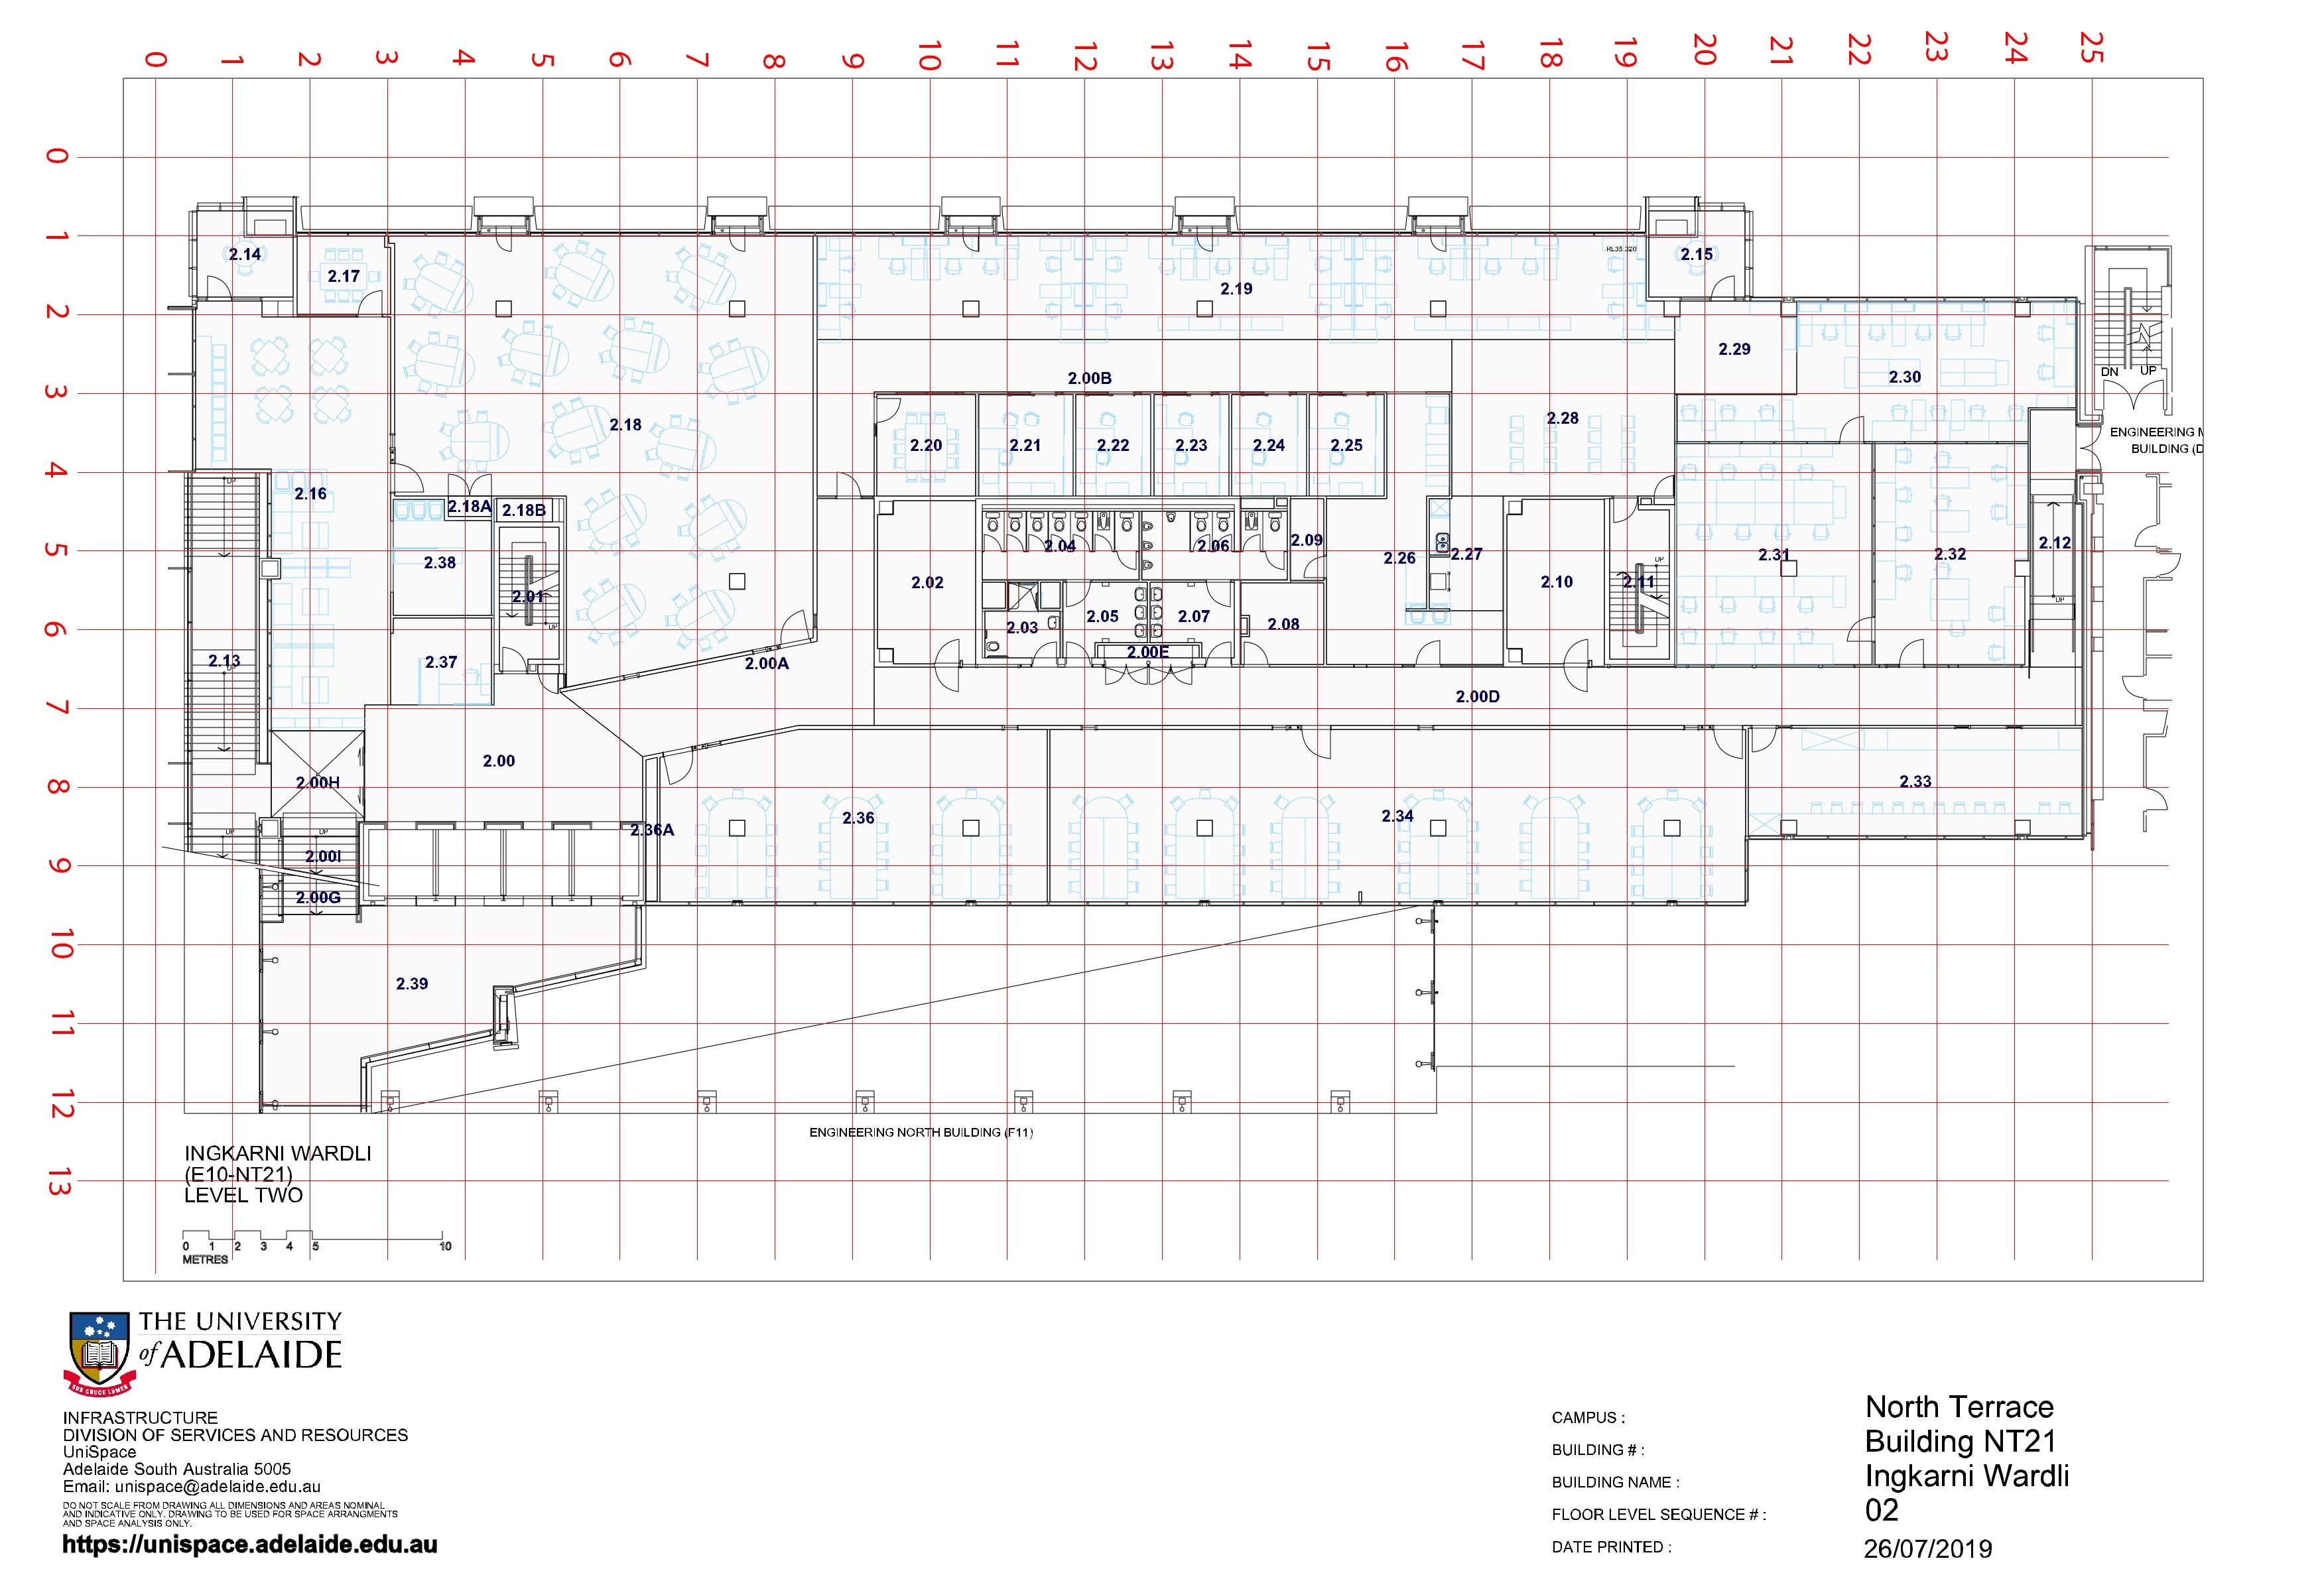 0 1 2 3 4 5 6 7 8 9 10 11 12 13 14 15 16 17 18 19 20 21 22 23 24 25
0
1
2
3
4
5
6
7
8
9
10
11
12
13
2.14
2.17
2.19
RL35 320
2.15
2.29
2.30
DN UP
2.00B
2.18
2.20
2.21
2.22
2.23
2.24
2.25
2.28
ENGINEERING M
BUILDING (D
UP
2.16
2.18A
2.18B
2.38
2.01
UP
2.02
2.04
2.06
2.09
2.26
2.27
2.10
UP
2.11
2.31
2.32
2.12
UP
2.03
2.05
2.07
2.08
2.13
2.37
2.00A
2.00E
2.00D
2.00
2.00H
2.33
2.36A
2.36
2.34
UP
UP
2.00I
2.00G
2.39
ENGINEERING NORTH BUILDING (F11)
INGKARNI WARDLI
(E10-NT21)
LEVEL TWO
0 1 2 3 4 5 10
METRES
THE UNIVERSITY
of ADELAIDE
SUB CRUCE LUMEN
INFRASTRUCTURE
DIVISION OF SERVICES AND RESOURCES
UniSpace
Adelaide South Australia 5005
Email: unispace@adelaide.edu.au
DO NOT SCALE FROM DRAWING ALL DIMENSIONS AND AREAS NOMINAL
AND INDICATIVE ONLY. DRAWING TO BE USED FOR SPACE ARRANGMENTS
AND SPACE ANALYSIS ONLY.
https://unispace.adelaide.edu.au
CAMPUS : North Terrace
BUILDING # : Building NT21
BUILDING NAME : Ingkarni Wardli
FLOOR LEVEL SEQUENCE # : 02
DATE PRINTED : 26/07/2019